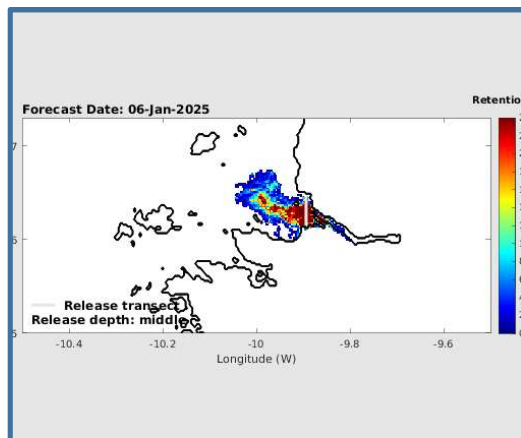 Forecast Date: 06-Jan-2025
Retentio
7
6
5
Release transect
Release depth: middle
-10.4
-10.2
-10
-9.8
-9.6
Longitude (W)